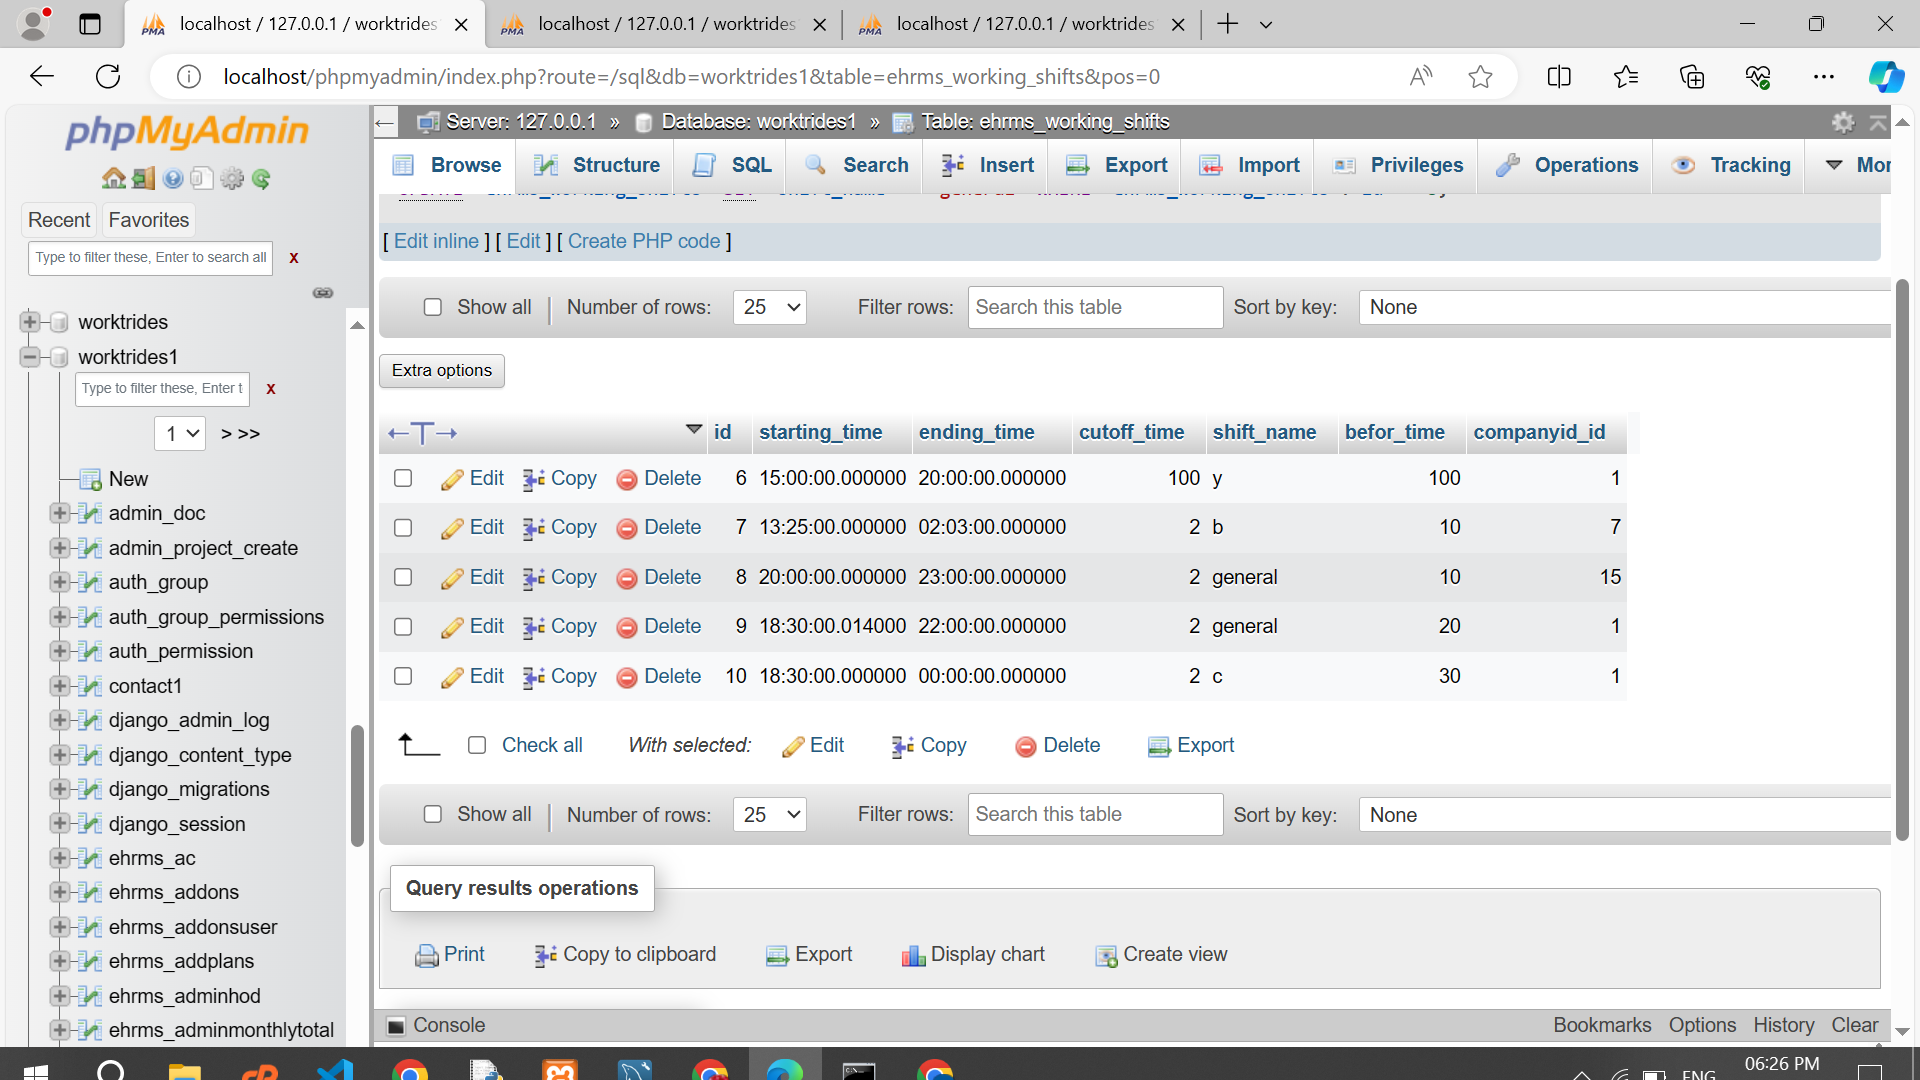 localhost / 127.0.0.1 / worktrides
localhost / 127.0.0.1 / worktrides
localhost / 127.0.0.1 / worktrides
localhost/phpmyadmin/index.php?route=/sql&db=worktrides1&table=ehrms_working_shifts&pos=0
phpMyAdmin
Recent Favorites
Type to filter these, Enter to search all X
worktrides
worktrides1
Type to filter these, Enter t X
1 > >>
New
admin_doc
admin_project_create
auth_group
auth_group_permissions
auth_permission
contact1
django_admin_log
django_content_type
django_migrations
django_session
ehrms_ac
ehrms_addons
ehrms_addonsuser
ehrms_addplans
ehrms_adminhod
ehrms_adminmonthlytotal
Server: 127.0.0.1 » Database: worktrides1 » Table: ehrms_working_shifts
Browse Structure SQL Search Insert Export Import Privileges Operations Tracking Mor
[ Edit inline ] [ Edit ] [ Create PHP code ]
Show all | Number of rows: 25 Filter rows: Search this table Sort by key: None
Extra options
id starting_time ending_time cutoff_time shift_name befor_time companyid_id
Edit Copy Delete 6 15:00:00.000000 20:00:00.000000 100 y 100 1
Edit Copy Delete 7 13:25:00.000000 02:03:00.000000 2 b 10 7
Edit Copy Delete 8 20:00:00.000000 23:00:00.000000 2 general 10 15
Edit Copy Delete 9 18:30:00.014000 22:00:00.000000 2 general 20 1
Edit Copy Delete 10 18:30:00.000000 00:00:00.000000 2 c 30 1
Check all With selected: Edit Copy Delete Export
Show all | Number of rows: 25 Filter rows: Search this table Sort by key: None
Query results operations
Print Copy to clipboard Export Display chart Create view
Console Bookmarks Options History Clear
06:26 PM
ENG